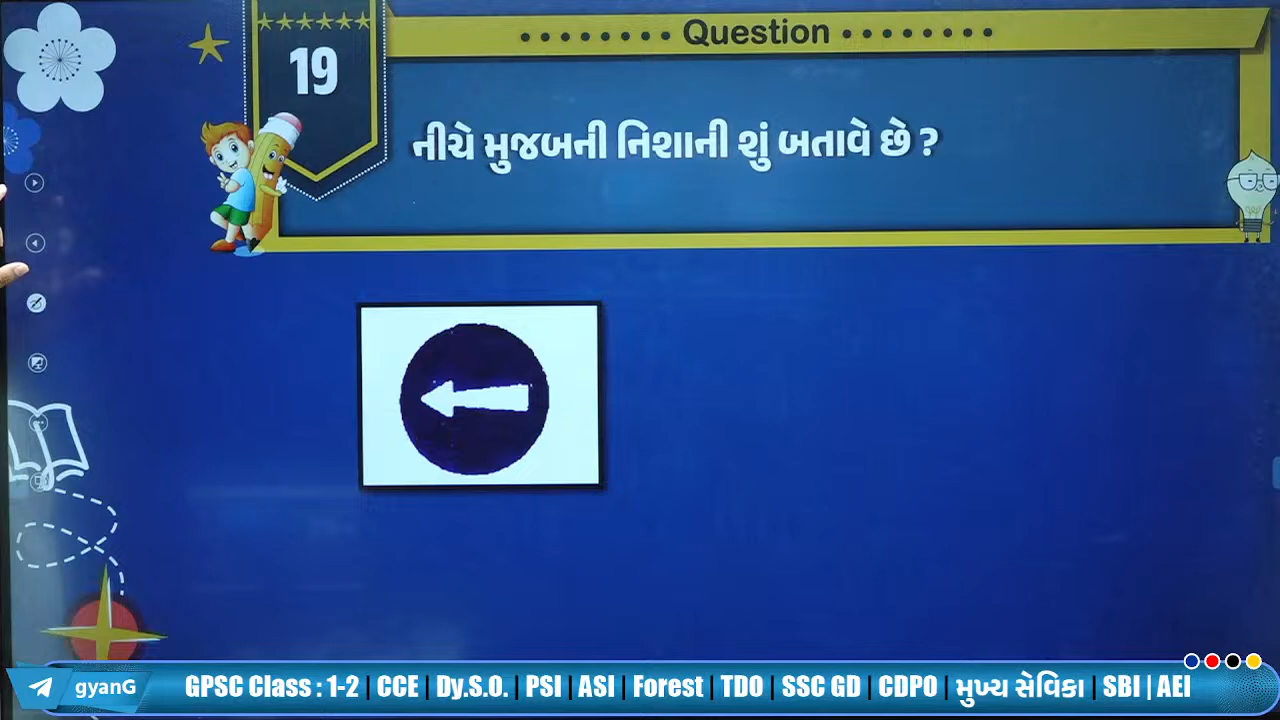 Question
19
નીચે મુજબની નિશાની શું બતાવે છે ?
gyanG
GPSC Class : 1-2 | CCE | Dy.S.O. | PSI | ASI | Forest | TDO | SSC GD | CDPO | મુખ્ય સેવિકા | SBI | AEI